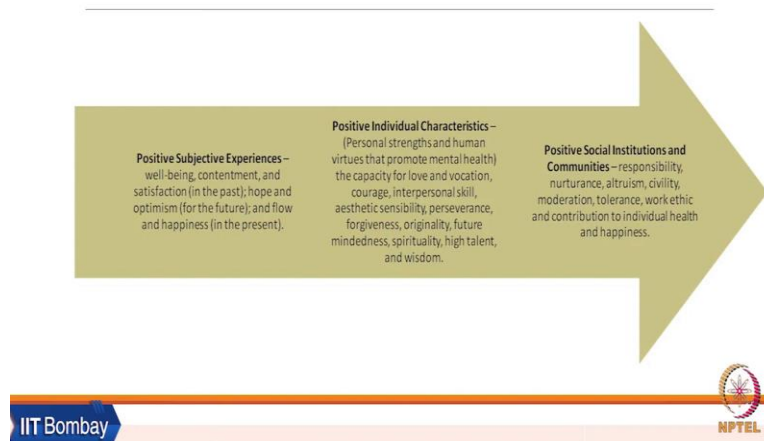 Positive Subjective Experiences –
well-being, contentment, and
satisfaction (in the past); hope and
optimism (for the future); and flow
and happiness (in the present).
Positive Individual Characteristics –
(Personal strengths and human
virtues that promote mental health)
the capacity for love and vocation,
courage, interpersonal skill,
aesthetic sensibility, perseverance,
forgiveness, originality, future
mindedness, spirituality, high talent,
and wisdom.
Positive Social Institutions and
Communities – responsibility,
nurturance, altruism, civility,
moderation, tolerance, work ethic
and contribution to individual health
and happiness.
IIT Bombay
NPTEL